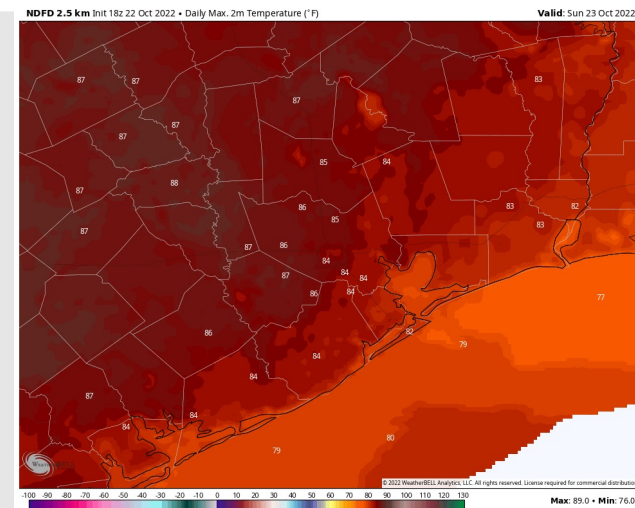 NDFD 2.5 km Init 18z 22 Oct 2022 • Daily Max. 2m Temperature (°F)
Valid: Sun 23 Oct 2022
87 87 83
87
87 87
85 84
88
87
86 83 82
85 83
87
87 86
84
87 84 84
86 84
77
86 82
79
84
84
87
84 84
80
79
© 2022 WeatherBELL Analytics, LLC. All rights reserved. License required for commercial distributio
-100 -90 -80 -70 -60 -50 -40 -30 -20 -10 0 10 20 30 40 50 60 70 80 90 100 110 120 130
Max: 89.0 • Min: 76.0